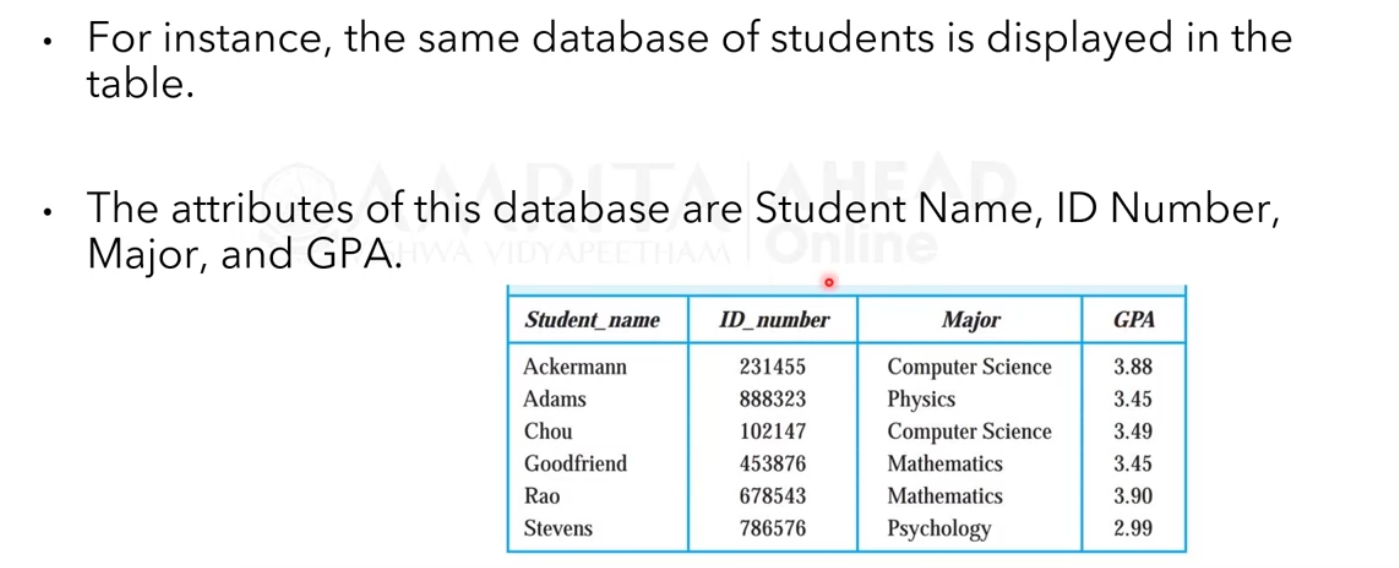 • For instance, the same database of students is displayed in the
table.
• The attributes of this database are Student Name, ID Number,
Major, and GPA.
AMRITA AHEAD
VISHWA VIDYAPEETHAM Online
Student_name ID_number Major GPA
Ackermann 231455 Computer Science 3.88
Adams 888323 Physics 3.45
Chou 102147 Computer Science 3.49
Goodfriend 453876 Mathematics 3.45
Rao 678543 Mathematics 3.90
Stevens 786576 Psychology 2.99